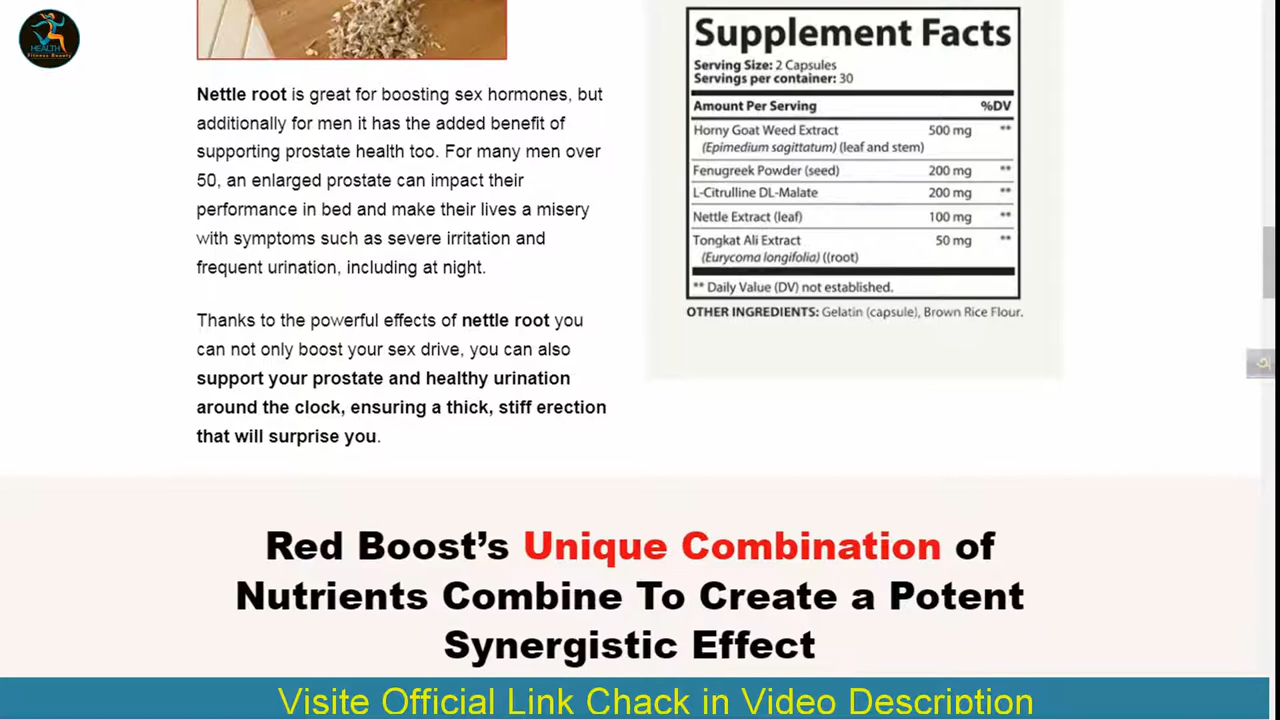 HEALTH
Fitness Beauty
Nettle root is great for boosting sex hormones, but
additionally for men it has the added benefit of
supporting prostate health too. For many men over
50, an enlarged prostate can impact their
performance in bed and make their lives a misery
with symptoms such as severe irritation and
frequent urination, including at night.
Thanks to the powerful effects of nettle root you
can not only boost your sex drive, you can also
support your prostate and healthy urination
around the clock, ensuring a thick, stiff erection
that will surprise you.
Supplement Facts
Serving Size: 2 Capsules
Servings per container: 30
Amount Per Serving %DV
Horny Goat Weed Extract 500 mg **
(Epimedium sagittatum) (leaf and stem)
Fenugreek Powder (seed) 200 mg **
L-Citrulline DL-Malate 200 mg **
Nettle Extract (leaf) 100 mg **
Tongkat Ali Extract 50 mg **
(Eurycoma longifolia) ((root)
** Daily Value (DV) not established.
OTHER INGREDIENTS: Gelatin (capsule), Brown Rice Flour.
Red Boost’s Unique Combination of
Nutrients Combine To Create a Potent
Synergistic Effect
Visite Official Link Chack in Video Description